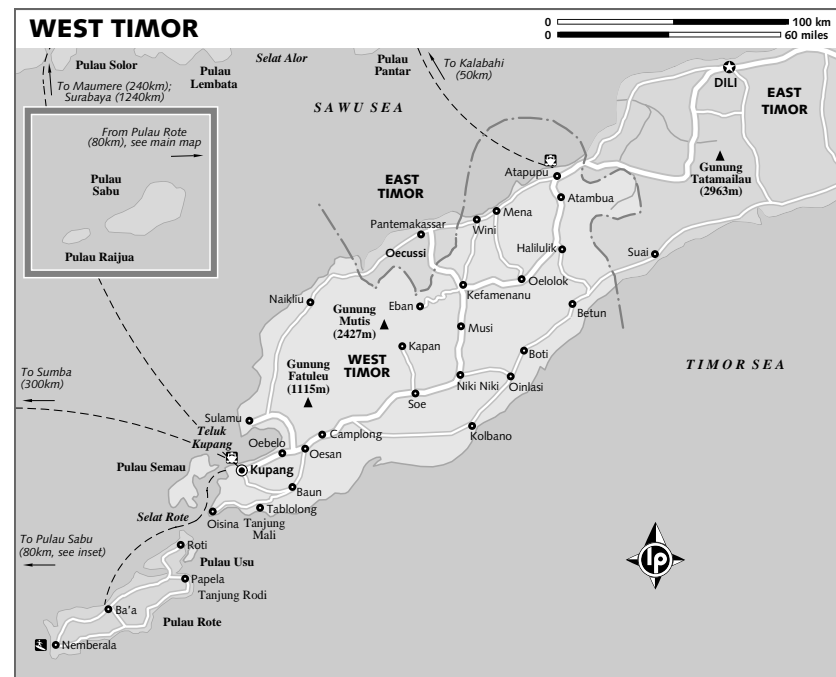 WEST TIMOR
0 100 km
0 60 miles
Pulau Solor
Pulau
Lembata
Selat Alor
Pulau
Pantar
To Kalabahi
(50km)
DILI
EAST
TIMOR
To Maumere (240km);
Surabaya (1240km)
SAWU SEA
From Pulau Rote
(80km), see main map
Pulau
Sabu
Pulau Raijua
Gunung
Tatamailau
(2963m)
Atapupu
EAST
TIMOR
Atambua
Mena
Pantemakassar
Wini
Oecussi
Halilulik
Suai
Oelolok
Kefamenanu
Naikliu
Eban
Betun
Gunung
Mutis
(2427m)
Musi
Kapan
WEST
TIMOR
Boti
TIMOR SEA
Gunung
Fatuleu
(1115m)
To Sumba
(300km)
Niki Niki
Oinlasi
Soe
Sulamu
Teluk
Kupang
Camplong
Kolbano
Oebelo
Oesan
Pulau Semau
Kupang
Baun
Selat Rote
Oisina
Tablolong
Tanjung
Mali
To Pulau Sabu
(80km, see inset)
Roti
Pulau Usu
Papela
Tanjung Rodi
Ba'a
Pulau Rote
Nemberala
lp